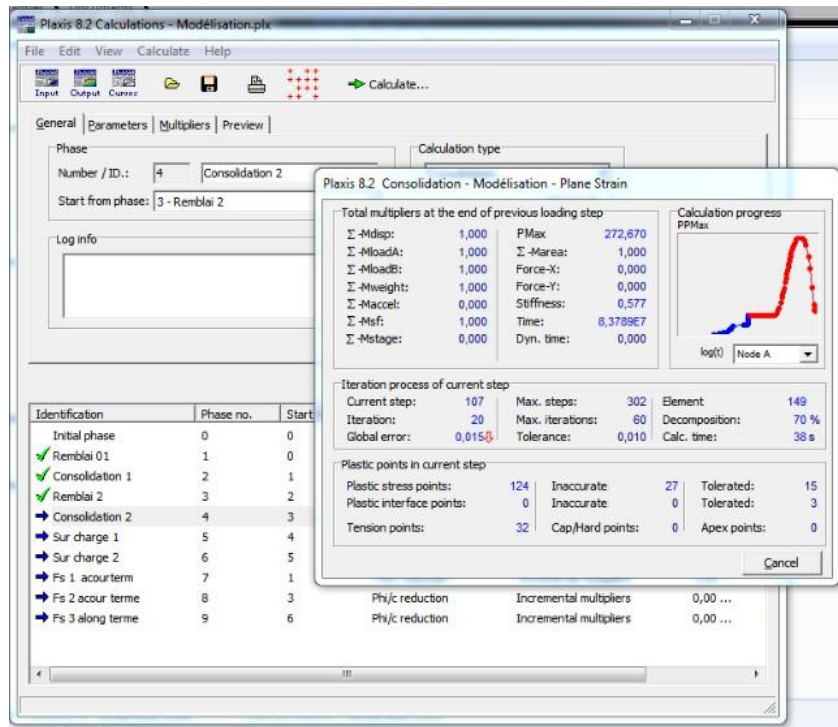 Plaxis 8.2 Calculations - Modélisation.plx
File Edit View Calculate Help
Input Output Curves Calculate...
General Parameters Multipliers Preview
Phase
Number / ID.: 4 Consolidation 2
Start from phase: 3 - Remblai 2
Calculation type
Log info
Plaxis 8.2 Consolidation - Modélisation - Plane Strain
Total multipliers at the end of previous loading step
Σ -Mdisp: 1,000 PMax 272,670
Σ -MloadA: 1,000 Σ -Marea: 1,000
Σ -MloadB: 1,000 Force-X: 0,000
Σ -Mweight: 1,000 Force-Y: 0,000
Σ -Maccel: 0,000 Stiffness: 0,577
Σ -Msf: 1,000 Time: 8,3789E7
Σ -Mstage: 0,000 Dyn. time: 0,000
Calculation progress
PPMax
log(t) Node A
Iteration process of current step
Current step: 107 Max. steps: 302 Element 149
Iteration: 20 Max. iterations: 60 Decomposition: 70 %
Global error: 0,015 Tolerance: 0,010 Calc. time: 38 s
Plastic points in current step
Plastic stress points: 124 Inaccurate 27 Tolerated: 15
Plastic interface points: 0 Inaccurate 0 Tolerated: 3
Tension points: 32 Cap/Hard points: 0 Apex points: 0
Cancel
Identification Phase no. Start
Initial phase 0 0
Remblai 01 1 0
Consolidation 1 2 1
Remblai 2 3 2
Consolidation 2 4 3
Sur charge 1 5 4
Sur charge 2 6 5
Fs 1 acourterm 7 1
Fs 2 acour terme 8 3 Phi/c reduction Incremental multipliers 0,00 ...
Fs 3 along terme 9 6 Phi/c reduction Incremental multipliers 0,00 ...